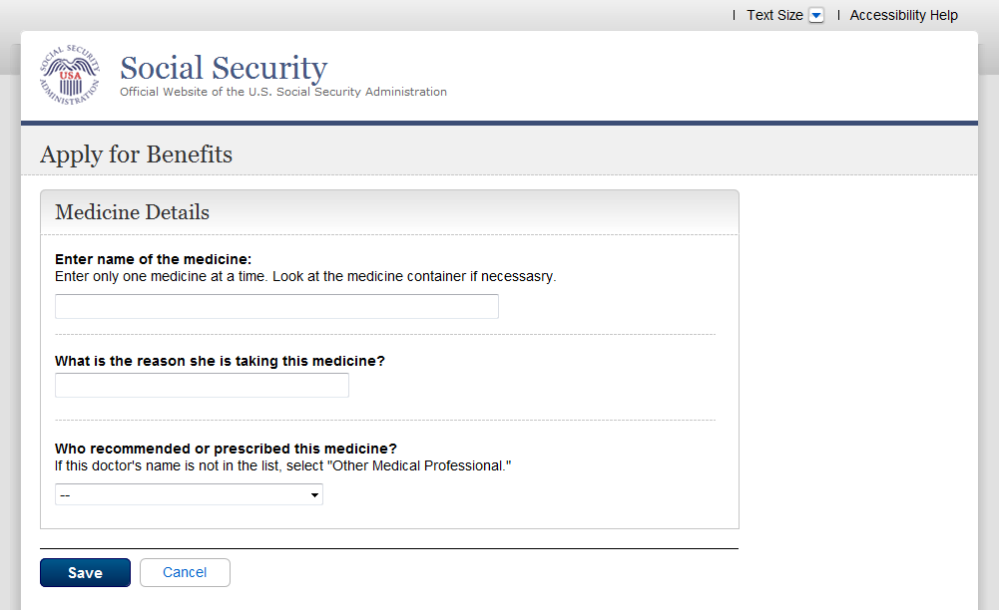 Text Size
Accessibility Help
SOCIAL SECURITY ADMINISTRATION
USA
Social Security
Official Website of the U.S. Social Security Administration
Apply for Benefits
Medicine Details
Enter name of the medicine:
Enter only one medicine at a time. Look at the medicine container if necessasry.
What is the reason she is taking this medicine?
Who recommended or prescribed this medicine?
If this doctor's name is not in the list, select "Other Medical Professional."
--
Save
Cancel